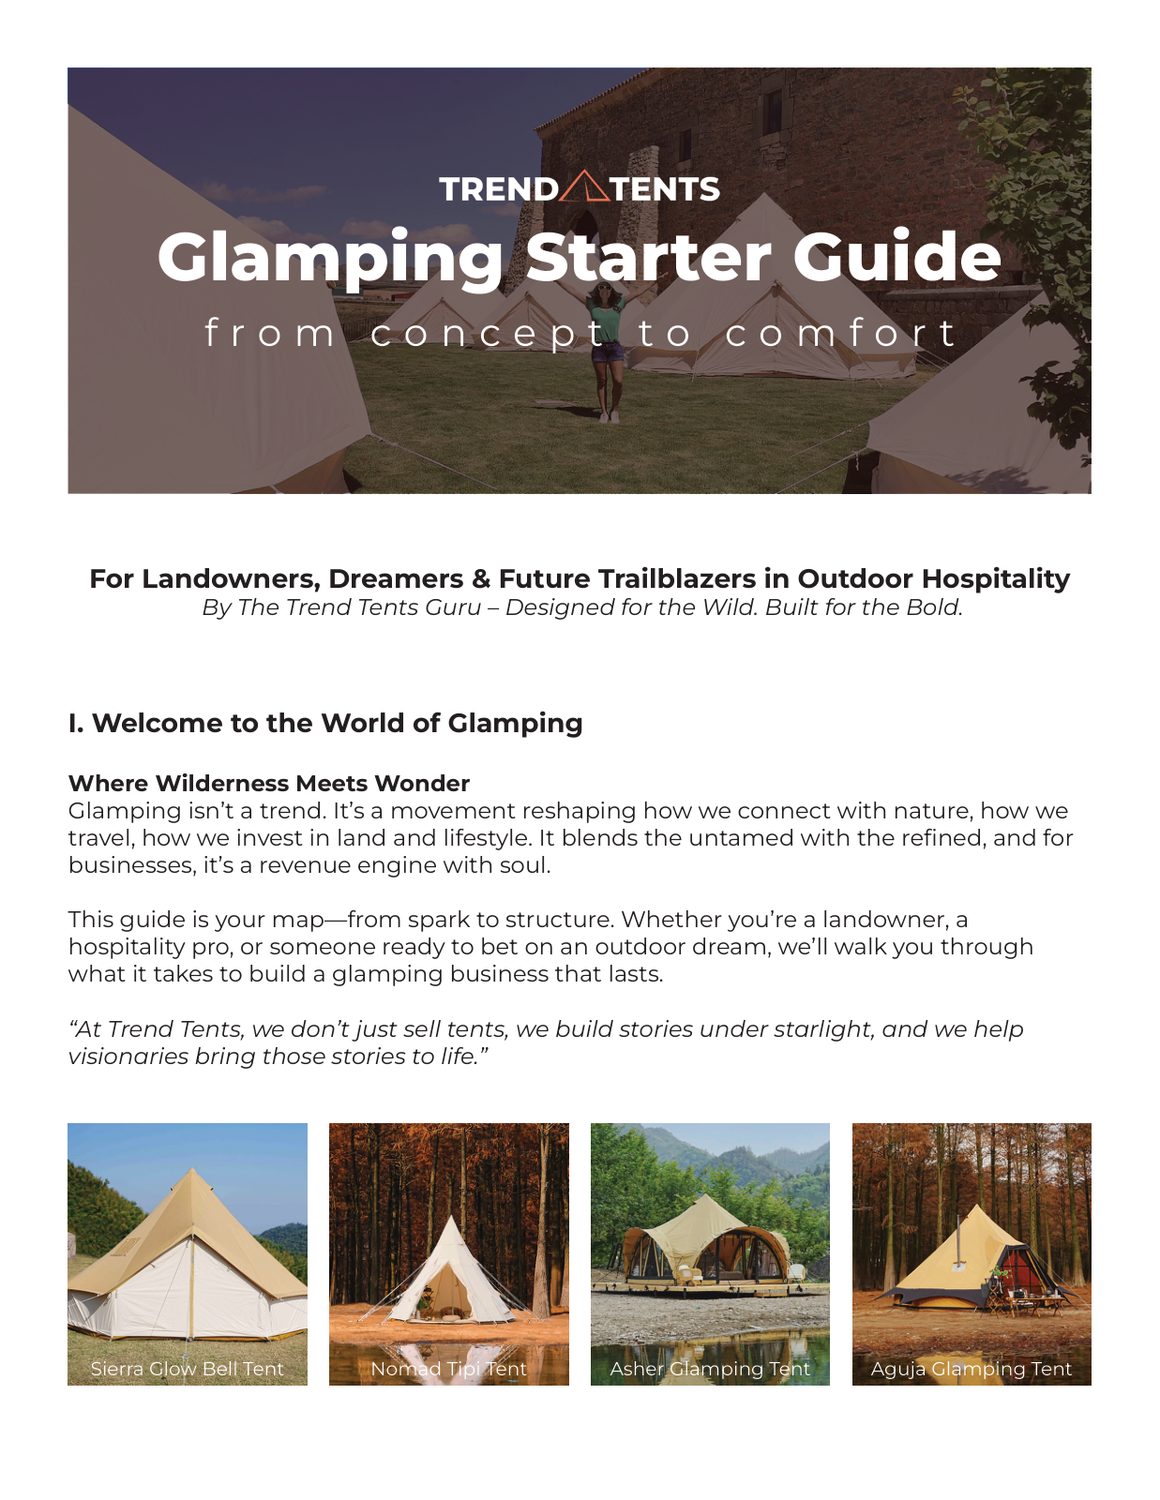 TREND TENTS
Glamping Starter Guide
from concept to comfort
For Landowners, Dreamers & Future Trailblazers in Outdoor Hospitality
By The Trend Tents Guru – Designed for the Wild. Built for the Bold.
I. Welcome to the World of Glamping
Where Wilderness Meets Wonder
Glamping isn’t a trend. It’s a movement reshaping how we connect with nature, how we
travel, how we invest in land and lifestyle. It blends the untamed with the refined, and for
businesses, it’s a revenue engine with soul.
This guide is your map—from spark to structure. Whether you’re a landowner, a
hospitality pro, or someone ready to bet on an outdoor dream, we’ll walk you through
what it takes to build a glamping business that lasts.
“At Trend Tents, we don’t just sell tents, we build stories under starlight, and we help
visionaries bring those stories to life.”
Sierra Glow Bell Tent
Nomad Tipi Tent
Asher Glamping Tent
Aguja Glamping Tent